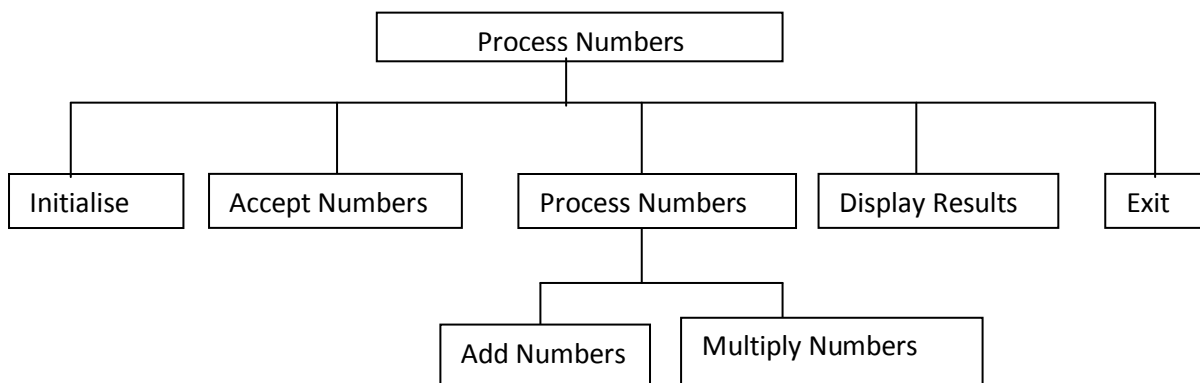 Process Numbers
Initialise
Accept Numbers
Process Numbers
Display Results
Exit
Add Numbers
Multiply Numbers